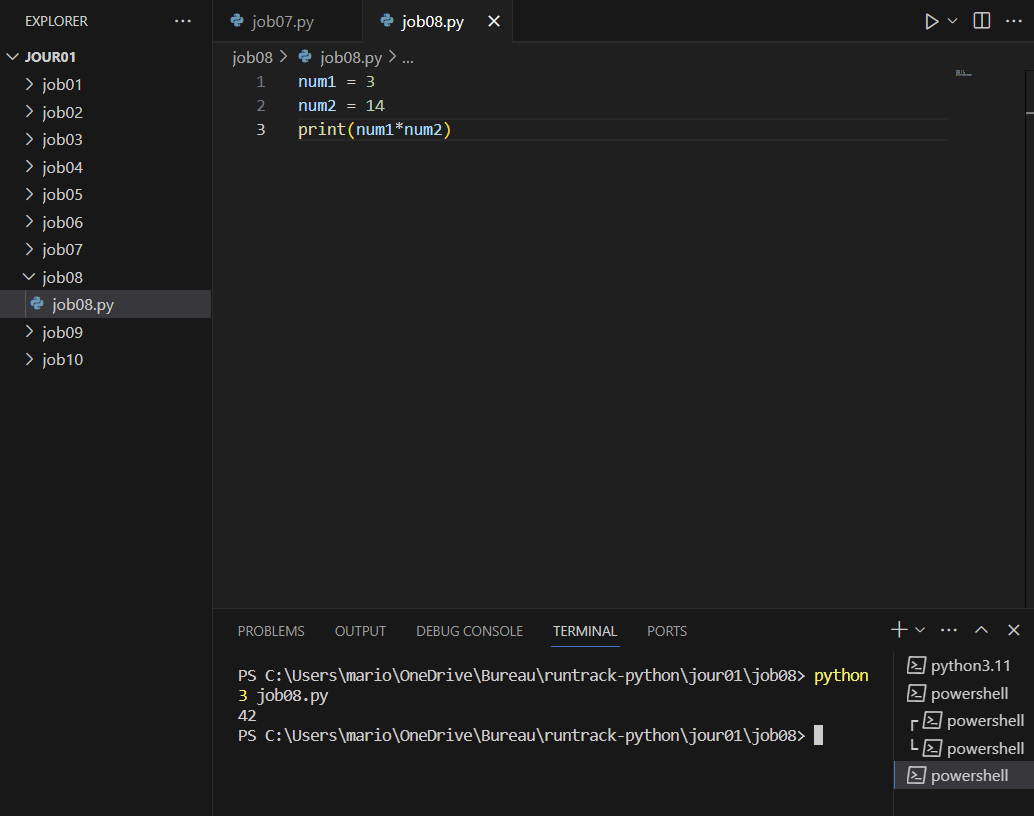 EXPLORER ...
JOUR01
job01
job02
job03
job04
job05
job06
job07
job08
job08.py
job09
job10
job07.py job08.py
job08 > job08.py > ...
1 num1 = 3
2 num2 = 14
3 print(num1*num2)
PROBLEMS OUTPUT DEBUG CONSOLE TERMINAL PORTS
PS C:\Users\mario\OneDrive\Bureau\runtrack-python\jour01\job08> python
3 job08.py
42
PS C:\Users\mario\OneDrive\Bureau\runtrack-python\jour01\job08>
python3.11
powershell
powershell
powershell
powershell